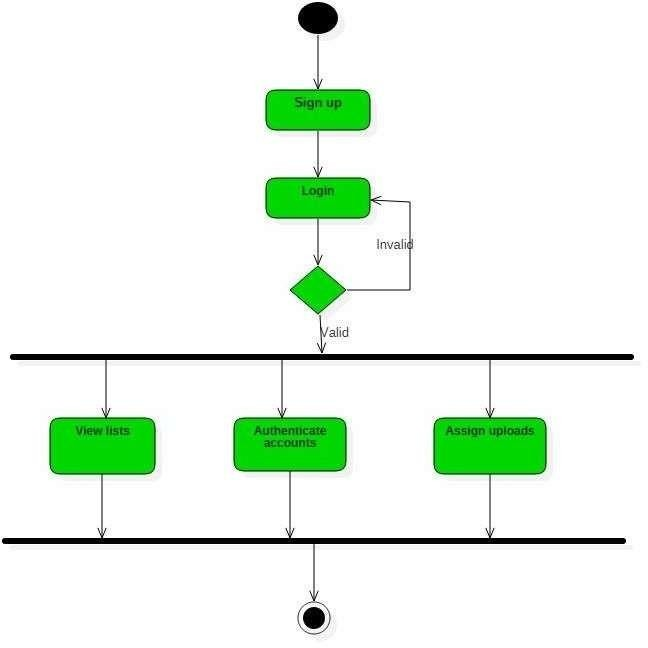 Sign up
Login
Invalid
Valid
View lists
Authenticate
accounts
Assign uploads